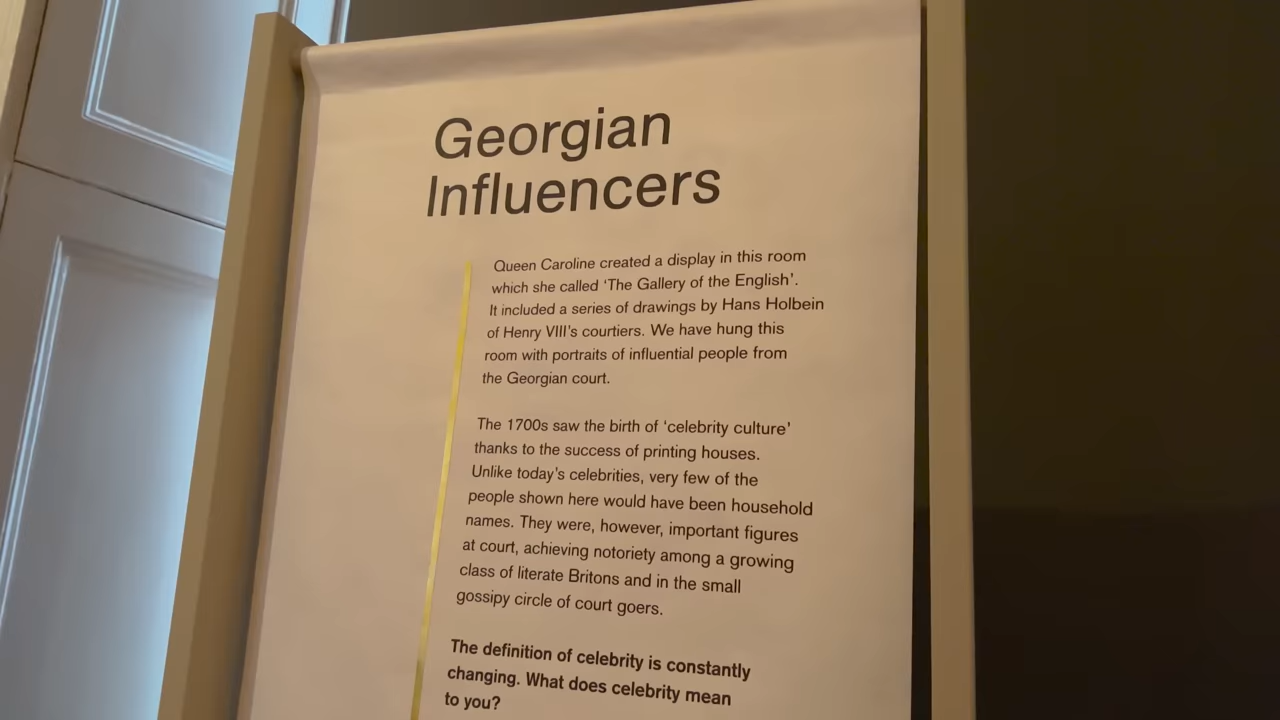 Georgian
Influencers
Queen Caroline created a display in this room
which she called ‘The Gallery of the English’.
It included a series of drawings by Hans Holbein
of Henry VIII’s courtiers. We have hung this
room with portraits of influential people from
the Georgian court.
The 1700s saw the birth of ‘celebrity culture’
thanks to the success of printing houses.
Unlike today’s celebrities, very few of the
people shown here would have been household
names. They were, however, important figures
at court, achieving notoriety among a growing
class of literate Britons and in the small
gossipy circle of court goers.
The definition of celebrity is constantly
changing. What does celebrity mean
to you?